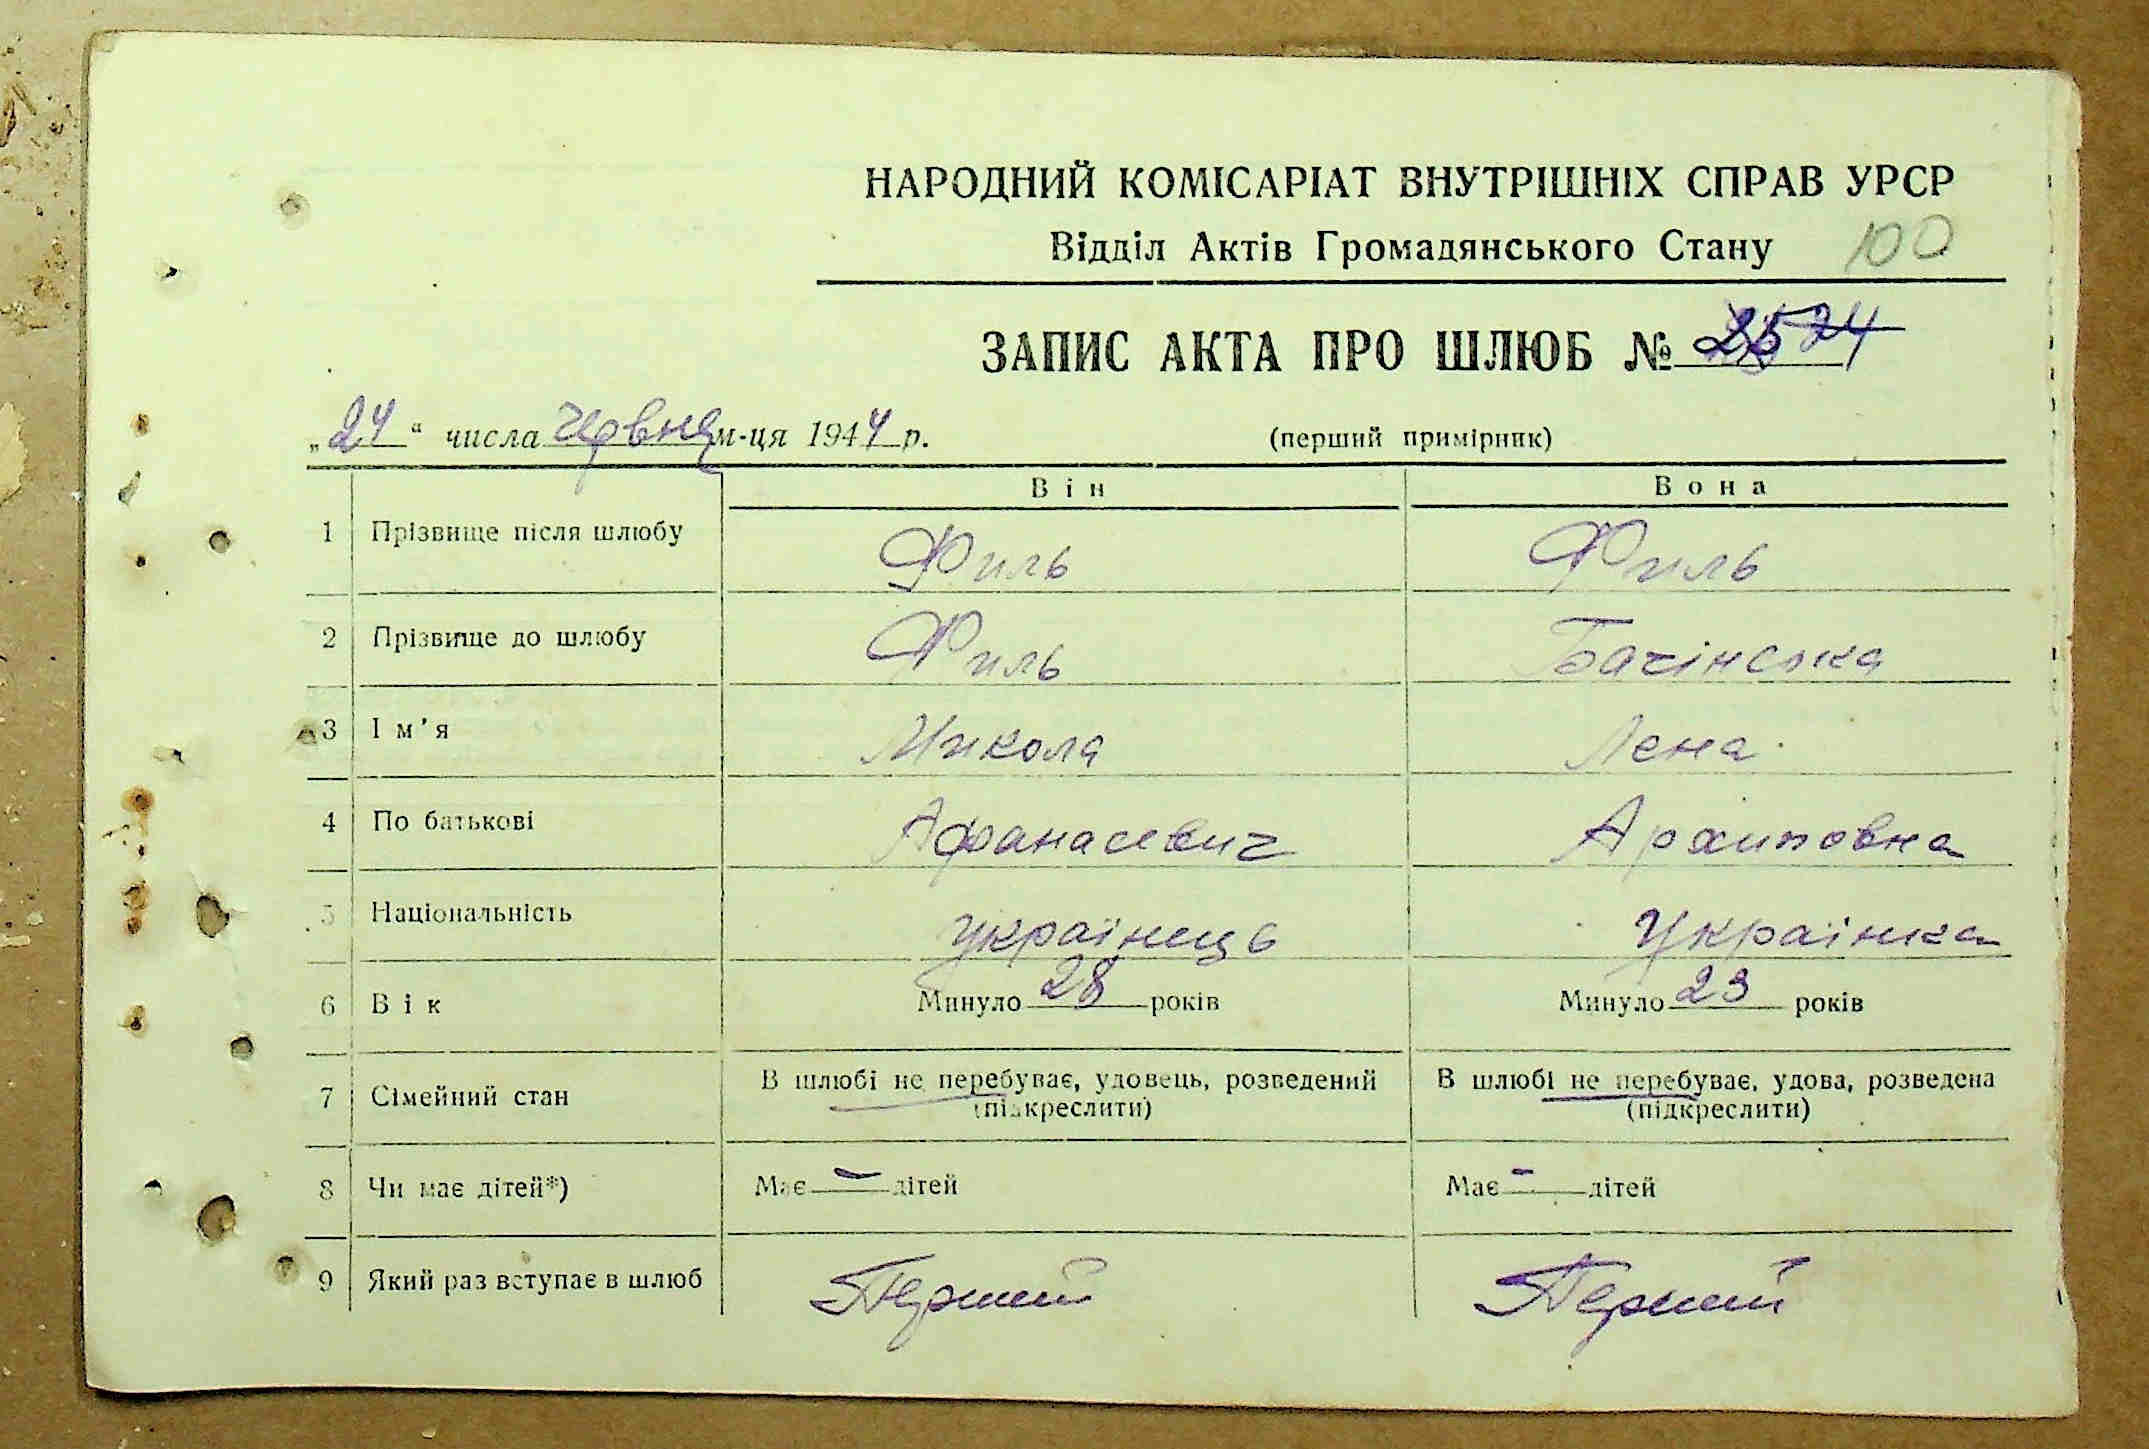 НАРОДНИЙ КОМІСАРІАТ ВНУТРІШНІХ СПРАВ УРСР
Відділ Актів Громадянського Стану 100
ЗАПИС АКТА ПРО ШЛЮБ №
„24“ числа червня м-ця 1944 р. (перший примірник)
Він Вона
1 Прізвище після шлюбу Филь Филь
2 Прізвище до шлюбу Филь Бачінська
3 Ім'я Микола Лена
4 По батькові Афанасевич Архиповна
5 Національність українець Українка
6 Вік Минуло 28 років Минуло 23 років
7 Сімейний стан В шлюбі не перебуває, удовець, розведений В шлюбі не перебуває, удова, розведена
(підкреслити) (підкреслити)
8 Чи має дітей*) Має - дітей Має - дітей
9 Який раз вступає в шлюб Перший Перший